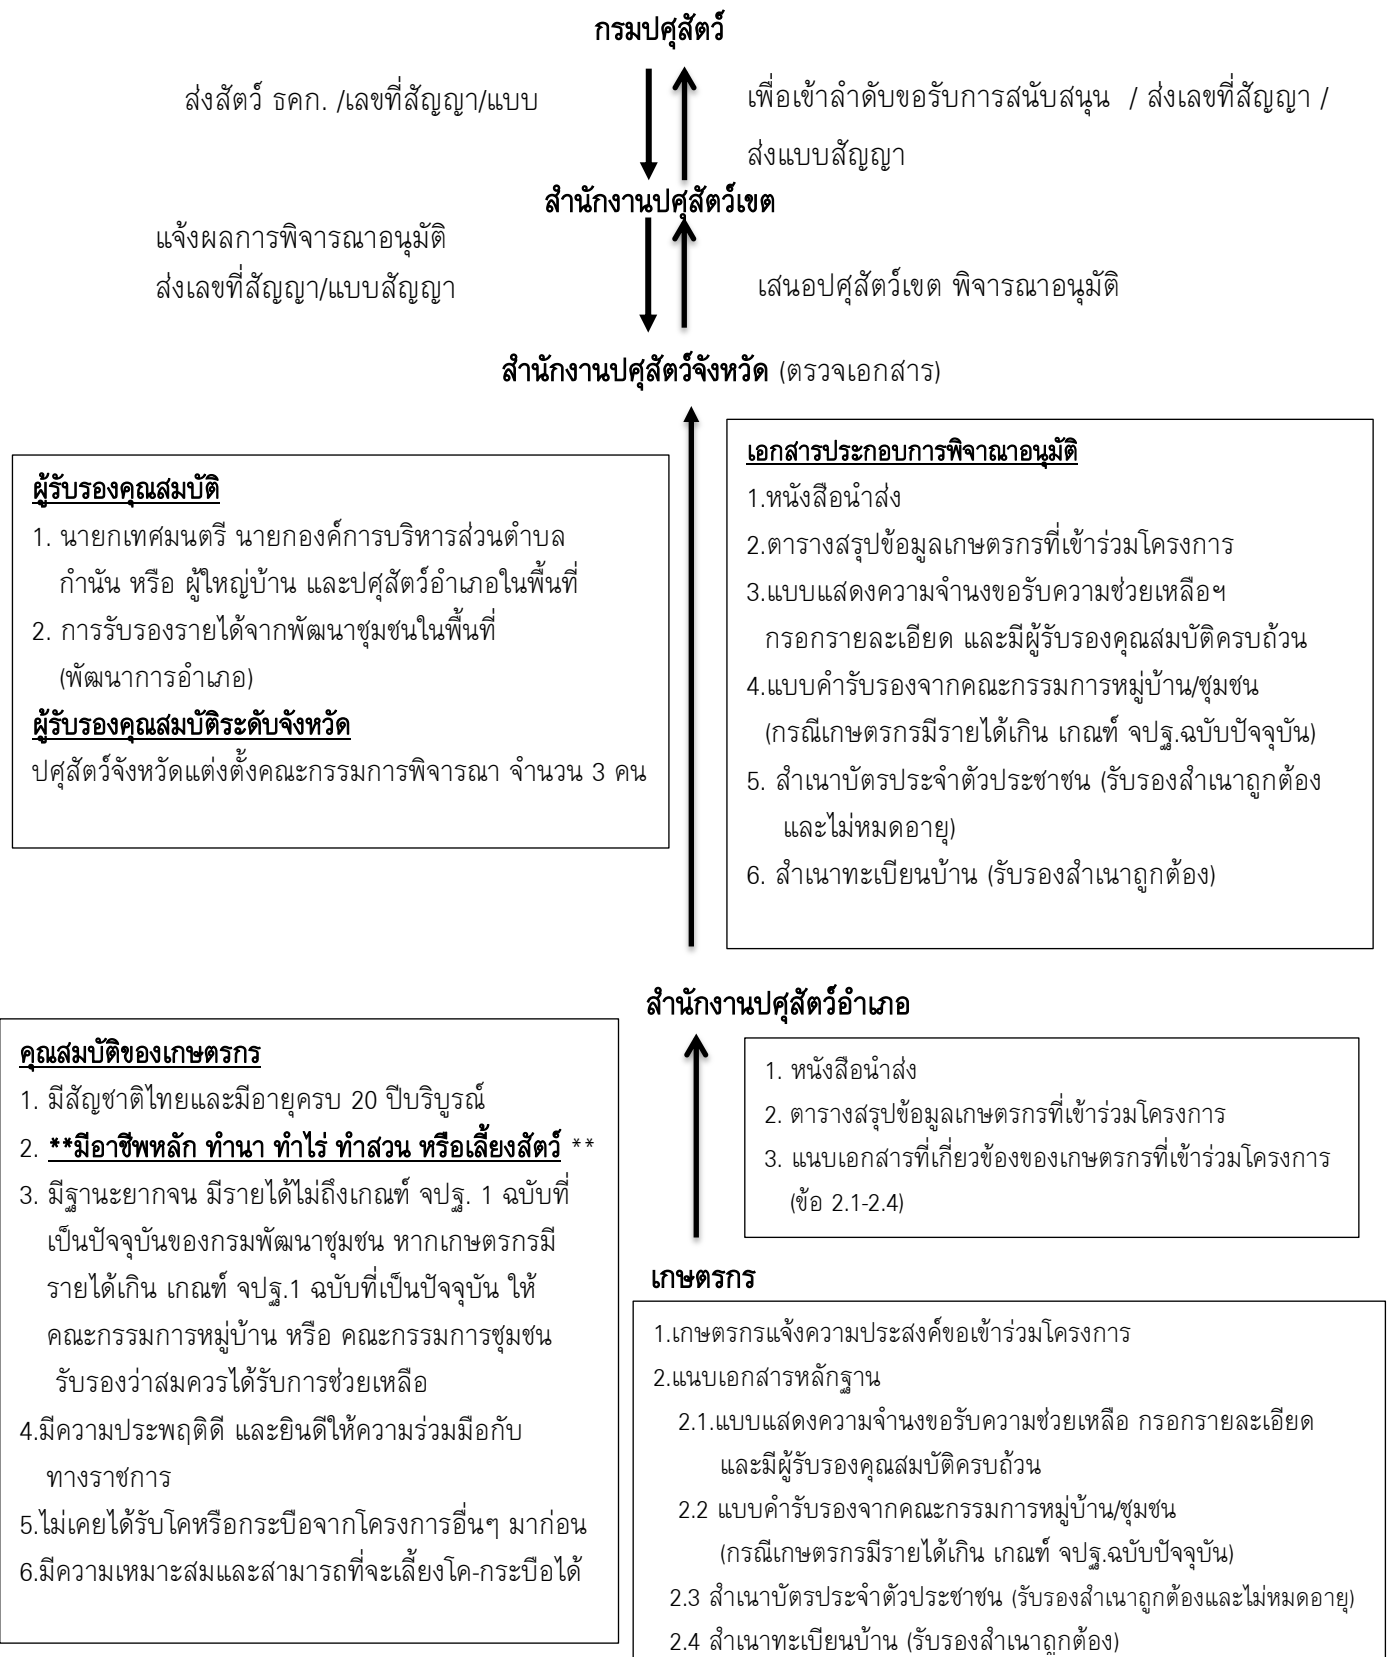 กรมปศุสัตว์
ส่งสัตว์ ธคก. /เลขที่สัญญา/แบบ
เพื่อเข้าลำดับขอรับการสนับสนุน / ส่งเลขที่สัญญา /
ส่งแบบสัญญา
สำนักงานปศุสัตว์เขต
แจ้งผลการพิจารณาอนุมัติ
ส่งเลขที่สัญญา/แบบสัญญา
เสนอปศุสัตว์เขต พิจารณาอนุมัติ
สำนักงานปศุสัตว์จังหวัด (ตรวจเอกสาร)
ผู้รับรองคุณสมบัติ
1. นายกเทศมนตรี นายกองค์การบริหารส่วนตำบล
กำนัน หรือ ผู้ใหญ่บ้าน และปศุสัตว์อำเภอในพื้นที่
2. การรับรองรายได้จากพัฒนาชุมชนในพื้นที่
(พัฒนาการอำเภอ)
ผู้รับรองคุณสมบัติระดับจังหวัด
ปศุสัตว์จังหวัดแต่งตั้งคณะกรรมการพิจารณา จำนวน 3 คน
เอกสารประกอบการพิจาณาอนุมัติ
1.หนังสือนำส่ง
2.ตารางสรุปข้อมูลเกษตรกรที่เข้าร่วมโครงการ
3.แบบแสดงความจำนงขอรับความช่วยเหลือฯ
กรอกรายละเอียด และมีผู้รับรองคุณสมบัติครบถ้วน
4.แบบคำรับรองจากคณะกรรมการหมู่บ้าน/ชุมชน
(กรณีเกษตรกรมีรายได้เกิน เกณฑ์ จปฐ.ฉบับปัจจุบัน)
5. สำเนาบัตรประจำตัวประชาชน (รับรองสำเนาถูกต้อง
และไม่หมดอายุ)
6. สำเนาทะเบียนบ้าน (รับรองสำเนาถูกต้อง)
สำนักงานปศุสัตว์อำเภอ
คุณสมบัติของเกษตรกร
1. มีสัญชาติไทยและมีอายุครบ 20 ปีบริบูรณ์
2. **มีอาชีพหลัก ทำนา ทำไร่ ทำสวน หรือเลี้ยงสัตว์ **
3. มีฐานะยากจน มีรายได้ไม่ถึงเกณฑ์ จปฐ. 1 ฉบับที่
เป็นปัจจุบันของกรมพัฒนาชุมชน หากเกษตรกรมี
รายได้เกิน เกณฑ์ จปฐ.1 ฉบับที่เป็นปัจจุบัน ให้
คณะกรรมการหมู่บ้าน หรือ คณะกรรมการชุมชน
รับรองว่าสมควรได้รับการช่วยเหลือ
4.มีความประพฤติดี และยินดีให้ความร่วมมือกับ
ทางราชการ
5.ไม่เคยได้รับโคหรือกระบือจากโครงการอื่นๆ มาก่อน
6.มีความเหมาะสมและสามารถที่จะเลี้ยงโค-กระบือได้
1. หนังสือนำส่ง
2. ตารางสรุปข้อมูลเกษตรกรที่เข้าร่วมโครงการ
3. แนบเอกสารที่เกี่ยวข้องของเกษตรกรที่เข้าร่วมโครงการ
(ข้อ 2.1-2.4)
เกษตรกร
1.เกษตรกรแจ้งความประสงค์ขอเข้าร่วมโครงการ
2.แนบเอกสารหลักฐาน
2.1.แบบแสดงความจำนงขอรับความช่วยเหลือ กรอกรายละเอียด
และมีผู้รับรองคุณสมบัติครบถ้วน
2.2 แบบคำรับรองจากคณะกรรมการหมู่บ้าน/ชุมชน
(กรณีเกษตรกรมีรายได้เกิน เกณฑ์ จปฐ.ฉบับปัจจุบัน)
2.3 สำเนาบัตรประจำตัวประชาชน (รับรองสำเนาถูกต้องและไม่หมดอายุ)
2.4 สำเนาทะเบียนบ้าน (รับรองสำเนาถูกต้อง)